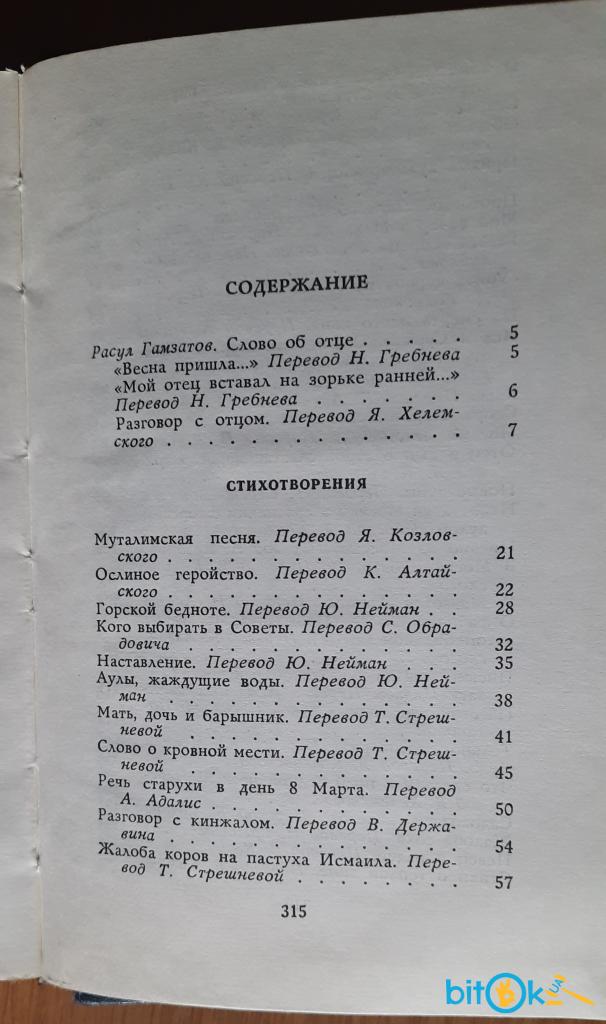 СОДЕРЖАНИЕ
Расул Гамзатов. Слово об отце . . . . . 5
«Весна пришла...» Перевод Н. Гребнева 5
«Мой отец вставал на зорьке ранней...»
Перевод Н. Гребнева . . . . . . . 6
Разговор с отцом. Перевод Я. Хелем-
ского . . . . . . . . . . . . . . . 7
СТИХОТВОРЕНИЯ
Муталимская песня. Перевод Я. Козлов-
ского . . . . . . . . . . . . . . . 21
Ослиное геройство. Перевод К. Алтай-
ского . . . . . . . . . . . . . . . 22
Горской бедноте. Перевод Ю. Нейман . . 28
Кого выбирать в Советы. Перевод С. Обра-
довича . . . . . . . . . . . . . . 32
Наставление. Перевод Ю. Нейман . . . . 35
Аулы, жаждущие воды. Перевод Ю. Ней-
ман . . . . . . . . . . . . . . . 38
Мать, дочь и барышник. Перевод Т. Стреш-
невой . . . . . . . . . . . . . 41
Слово о кровной мести. Перевод Т. Стреш-
невой . . . . . . . . . . . . . 45
Речь старухи в день 8 Марта. Перевод
А. Адалис . . . . . . . . . . . . 50
Разговор с кинжалом. Перевод В. Держа-
вина . . . . . . . . . . . . . . . 54
Жалоба коров на пастуха Исмаила. Пере-
вод Т. Стрешневой . . . . . . . . 57
315
bitOk
UA